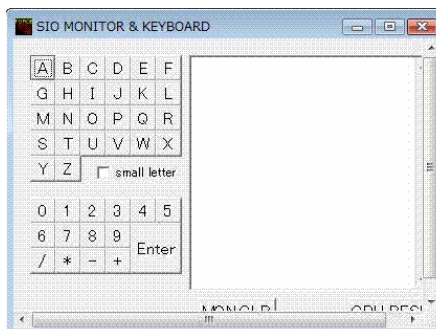 SIO MONITOR & KEYBOARD
A B C D E F
G H I J K L
M N O P Q R
S T U V W X
Y Z small letter
0 1 2 3 4 5
6 7 8 9 Enter
/ * - +